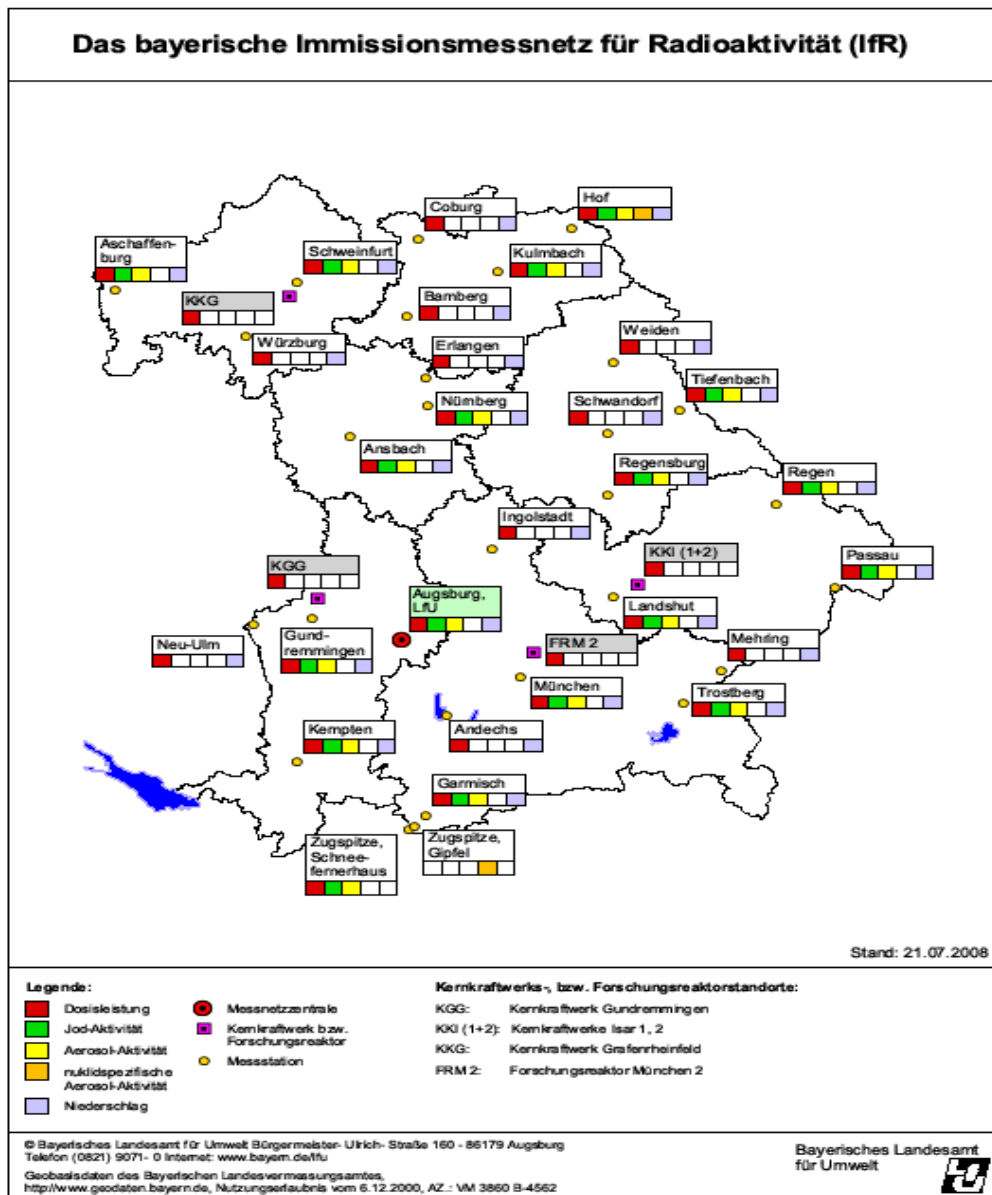 Das bayerische Immissionsmessnetz für Radioaktivität (IfR)
Hof
Coburg
Aschaffen-
burg
Schweinfurt
Kulmbach
KKG
Bamberg
Würzburg
Erlangen
Weiden
Tiefenbach
Nürnberg
Schwandorf
Ansbach
Regensburg
Regen
Ingolstadt
KKI (1+2)
Passau
KGG
Augsburg,
LfU
Landshut
Neu-Ulm
Gund-
remmingen
FRM 2
Mehring
München
Trostberg
Kempten
Andechs
Garmisch
Zugspitze,
Schnee-
fernerhaus
Zugspitze,
Gipfel
Stand: 21.07.2008
Legende:
Dosisleistung
Jod-Aktivität
Aerosol-Aktivität
nuklidspezifische
Aerosol-Aktivität
Niederschlag
Messnetzzentrale
Kernkraftwerk bzw.
Forschungsreaktor
Messstation
Kernkraftwerks-, bzw. Forschungsreaktorstandorte:
KGG: Kernkraftwerk Gundremmingen
KKI (1+2): Kernkraftwerke Isar 1, 2
KKG: Kernkraftwerk Grafenrheinfeld
FRM 2: Forschungsreaktor München 2
© Bayerisches Landesamt für Umwelt Bürgermeister- Ulrich- Straße 160 - 86179 Augsburg
Telefon (0821) 9071- 0 Internet: www.bayern.de/lfu
Geobasisdaten des Bayerischen Landesvermessungsamtes,
http://www.geodaten.bayern.de, Nutzungserlaubnis vom 6.12.2000, AZ.: VM 3860 B-4562
Bayerisches Landesamt
für Umwelt